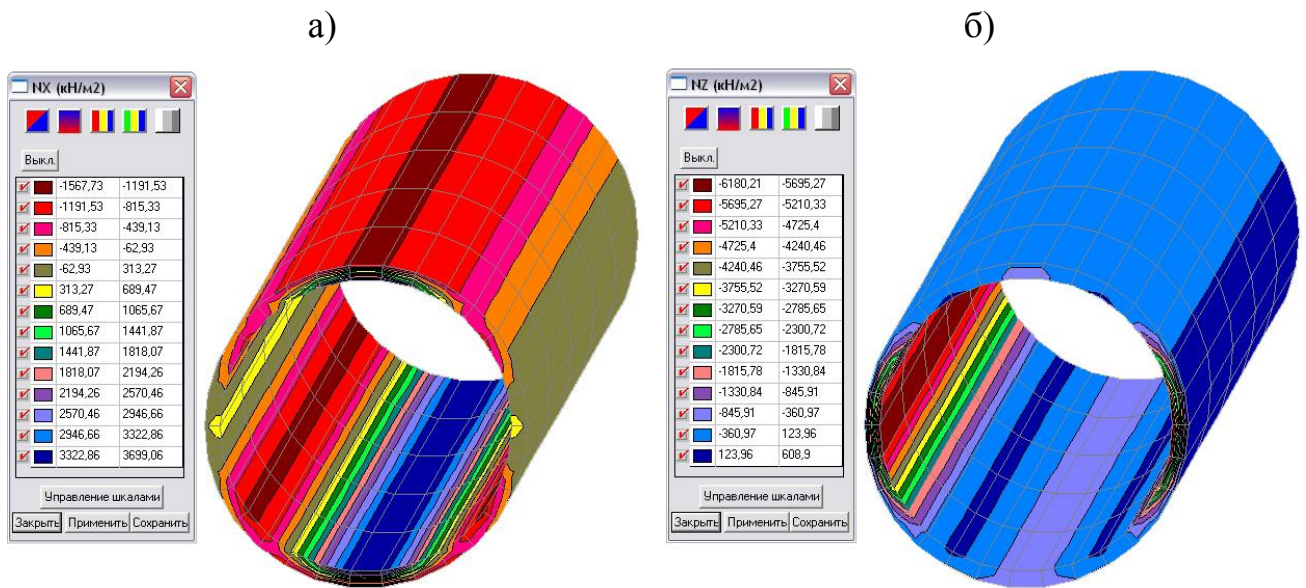 а)
б)
NX (кН/м2)
Выкл.
-1567,73 -1191,53
-1191,53 -815,33
-815,33 -439,13
-439,13 -62,93
-62,93 313,27
313,27 689,47
689,47 1065,67
1065,67 1441,87
1441,87 1818,07
1818,07 2194,26
2194,26 2570,46
2570,46 2946,66
2946,66 3322,86
3322,86 3699,06
Управление шкалами
Закрыть Применить Сохранить
NZ (кН/м2)
Выкл.
-6180,21 -5695,27
-5695,27 -5210,33
-5210,33 -4725,4
-4725,4 -4240,46
-4240,46 -3755,52
-3755,52 -3270,59
-3270,59 -2785,65
-2785,65 -2300,72
-2300,72 -1815,78
-1815,78 -1330,84
-1330,84 -845,91
-845,91 -360,97
-360,97 123,96
123,96 608,9
Управление шкалами
Закрыть Применить Сохранить